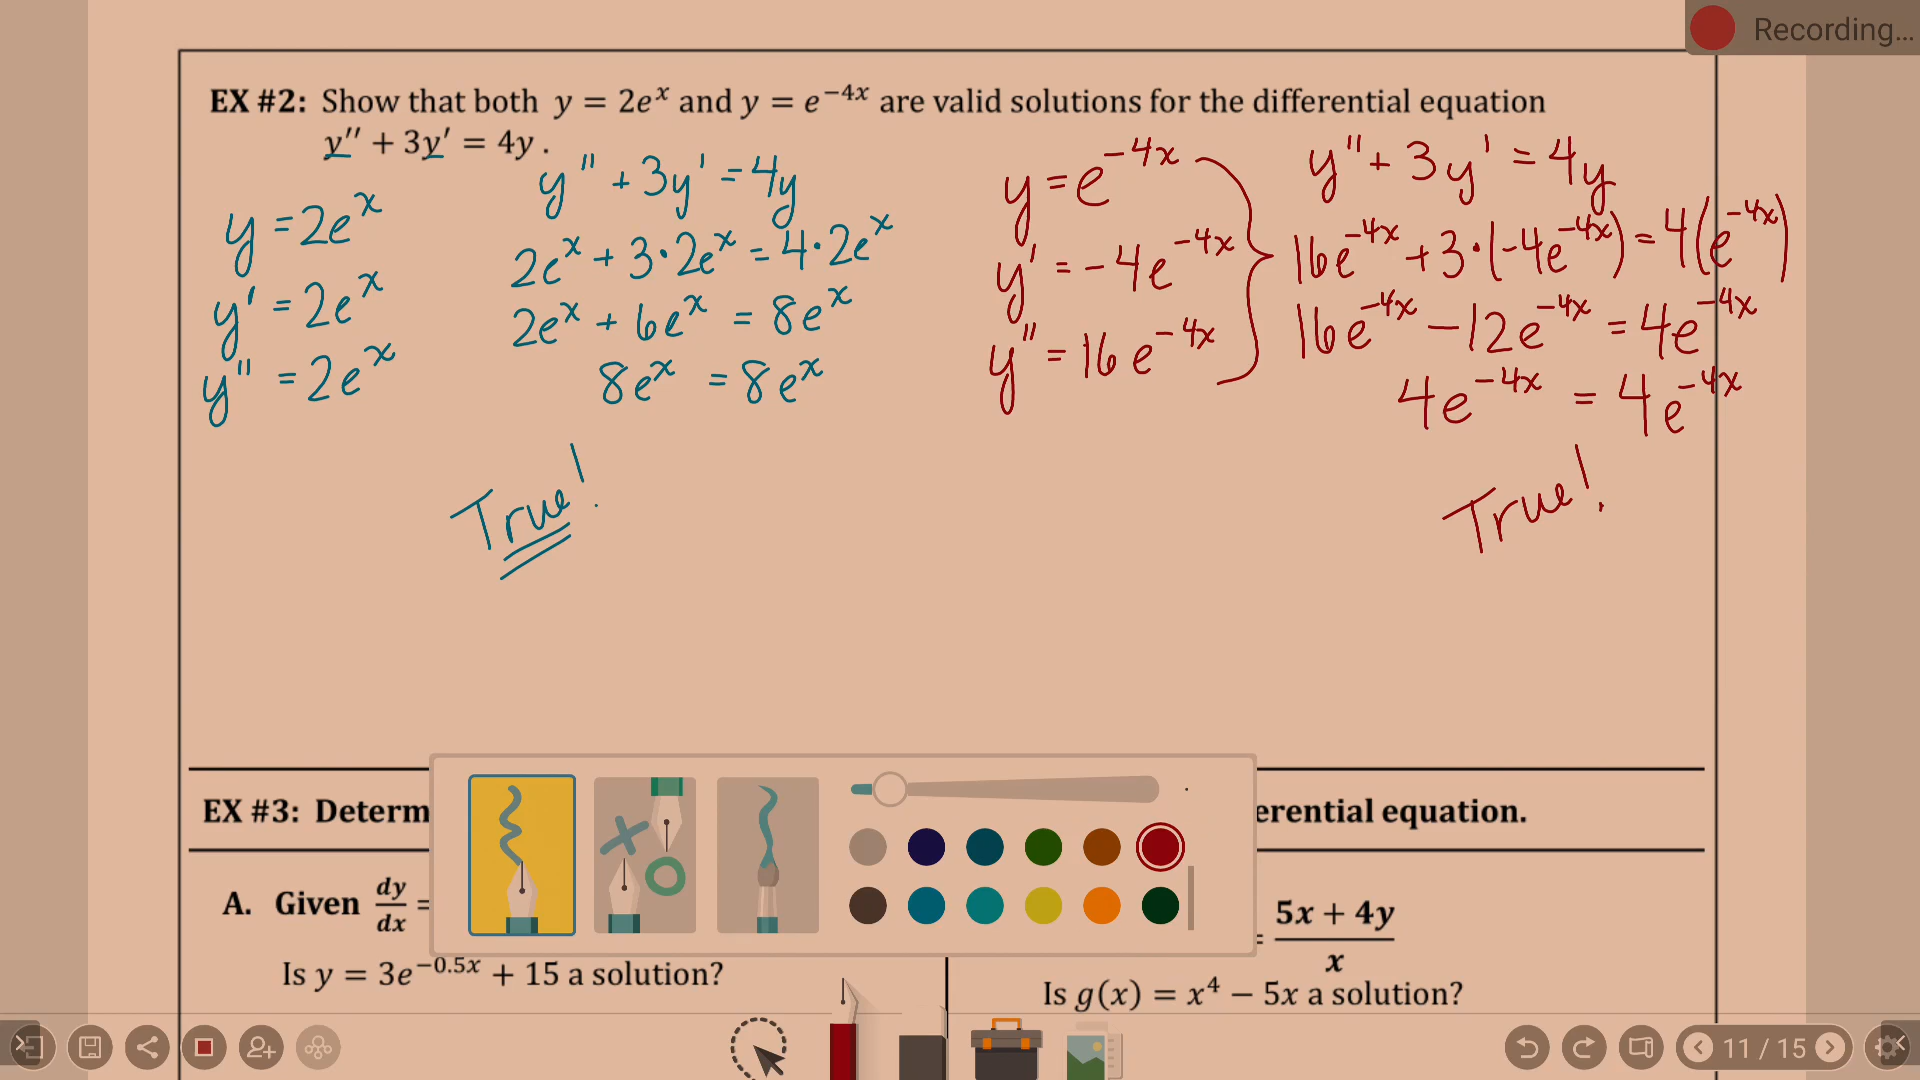 Recording...
EX #2: Show that both y = 2e^x and y = e^{-4x} are valid solutions for the differential equation
y'' + 3y' = 4y .
y = 2e^x
y' = 2e^x
y'' = 2e^x
y'' + 3y' = 4y
2e^x + 3·2e^x = 4·2e^x
2e^x + 6e^x = 8e^x
8e^x = 8e^x
True!
y = e^{-4x}
y' = -4e^{-4x}
y'' = 16e^{-4x}
y'' + 3y' = 4y
16e^{-4x} + 3·(-4e^{-4x}) = 4(e^{-4x})
16e^{-4x} - 12e^{-4x} = 4e^{-4x}
4e^{-4x} = 4e^{-4x}
True!
EX #3: Determ
erential equation.
A. Given dy/dx =
Is y = 3e^{-0.5x} + 15 a solution?
= (5x + 4y)/x
Is g(x) = x^4 − 5x a solution?
11 / 15